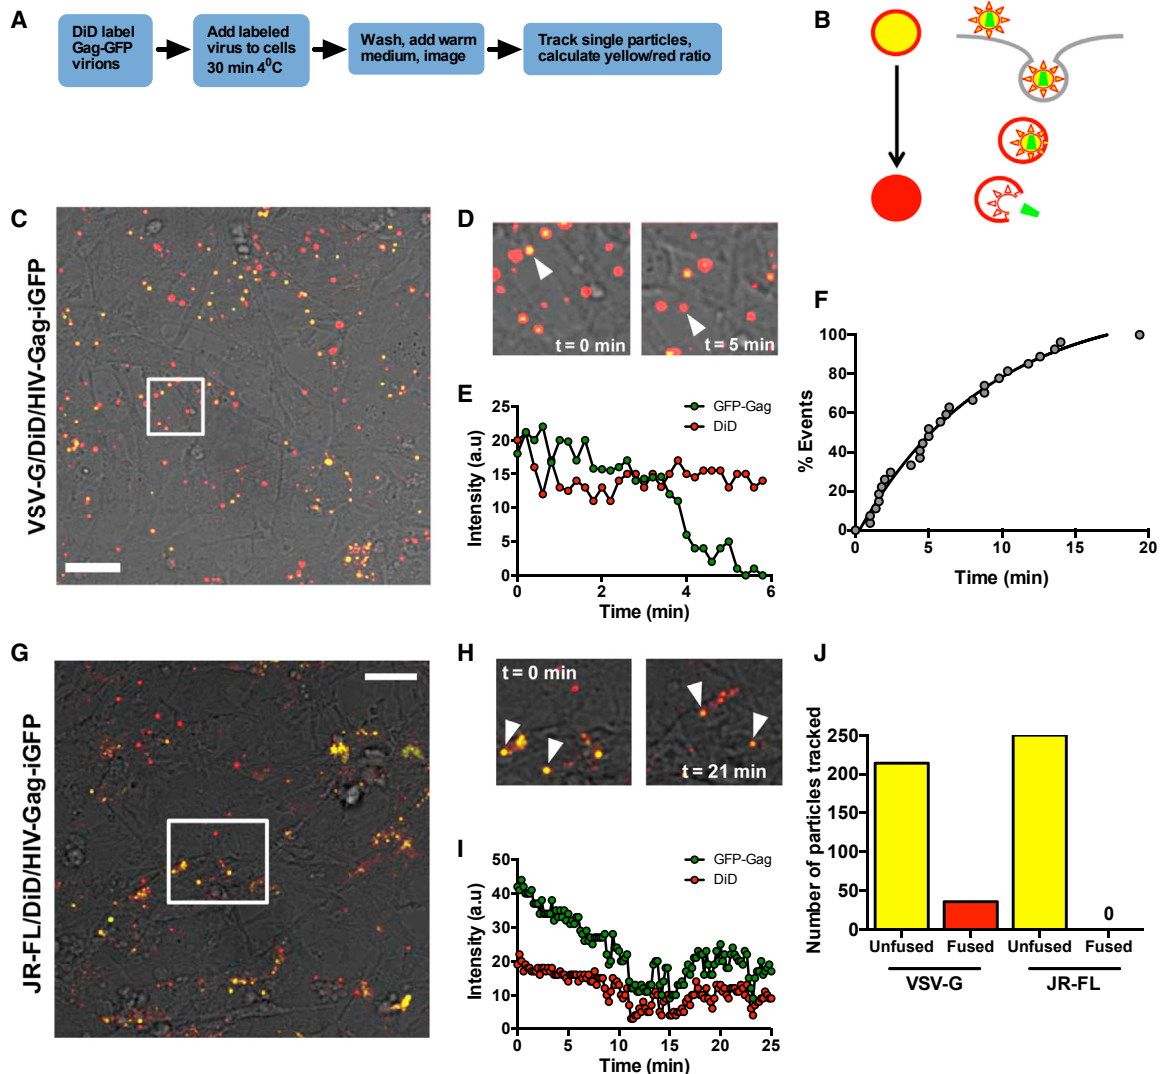 A
DiD label
Gag-GFP
virions
Add labeled
virus to cells
30 min 4⁰C
Wash, add warm
medium, image
Track single particles,
calculate yellow/red ratio
B
C
VSV-G/DiD/HIV-Gag-iGFP
D
t = 0 min
t = 5 min
E
25
20
15
10
5
0
Intensity (a.u)
GFP-Gag
DiD
0 2 4 6
Time (min)
F
100
80
60
40
20
0
% Events
0 5 10 15 20
Time (min)
G
JR-FL/DiD/HIV-Gag-iGFP
H
t = 0 min
t = 21 min
I
50
40
30
20
10
0
Intensity (a.u)
GFP-Gag
DiD
0 5 10 15 20 25
Time (min)
J
250
200
150
100
50
0
Number of particles tracked
0
Unfused Fused Unfused Fused
VSV-G JR-FL